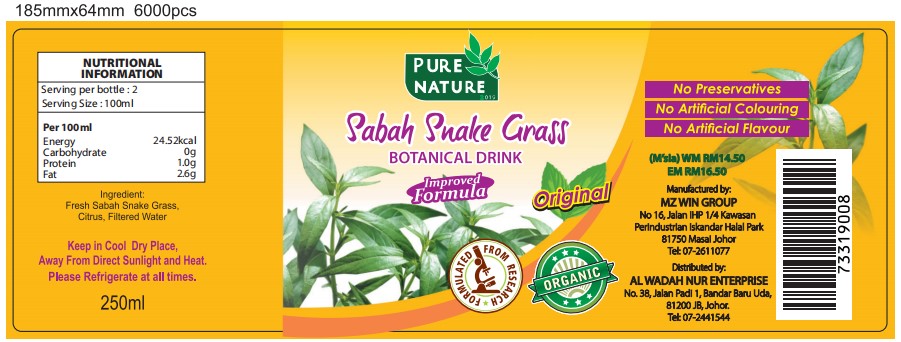 185mmx64mm 6000pcs
NUTRITIONAL
INFORMATION
Serving per bottle : 2
Serving Size : 100ml
Per 100ml
Energy 24.52kcal
Carbohydrate 0g
Protein 1.0g
Fat 2.6g
Ingredient:
Fresh Sabah Snake Grass,
Citrus, Filtered Water
Keep in Cool Dry Place,
Away From Direct Sunlight and Heat.
Please Refrigerate at all times.
250ml
PURE
NATURE
2015
Sabah Snake Grass
BOTANICAL DRINK
Improved
Formula
Original
FORMULATED FROM RESEARCH
ORGANIC
No Preservatives
No Artificial Colouring
No Artificial Flavour
(M'sia) WM RM14.50
EM RM16.50
Manufactured by:
MZ WIN GROUP
No 16, Jalan IHP 1/4 Kawasan
Perindustrian Iskandar Halal Park
81750 Masai Johor
Tel: 07-2611077
Distributed by:
AL WADAH NUR ENTERPRISE
No. 38, Jalan Padi 1, Bandar Baru Uda,
81200 JB, Johor.
Tel: 07-2441544
73319008